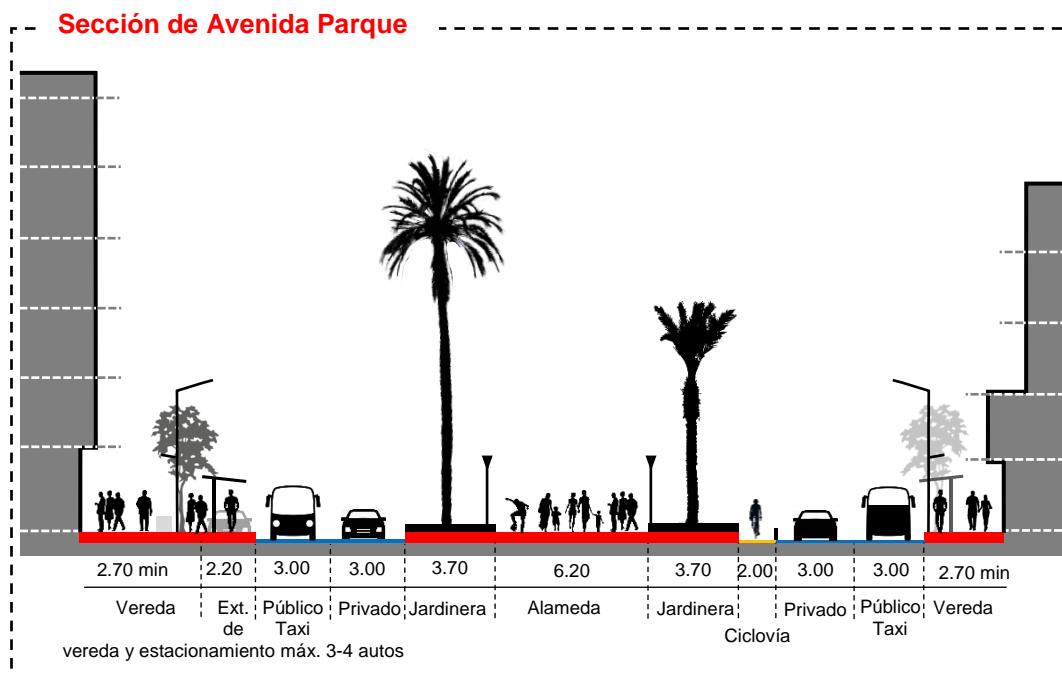 Sección de Avenida Parque
2.70 min 2.20 3.00 3.00 3.70 6.20 3.70 2.00 3.00 3.00 2.70 min
Vereda Ext. Público Privado Jardinera Alameda Jardinera Privado Público Vereda
de Taxi Ciclovía Taxi
vereda y estacionamiento máx. 3-4 autos